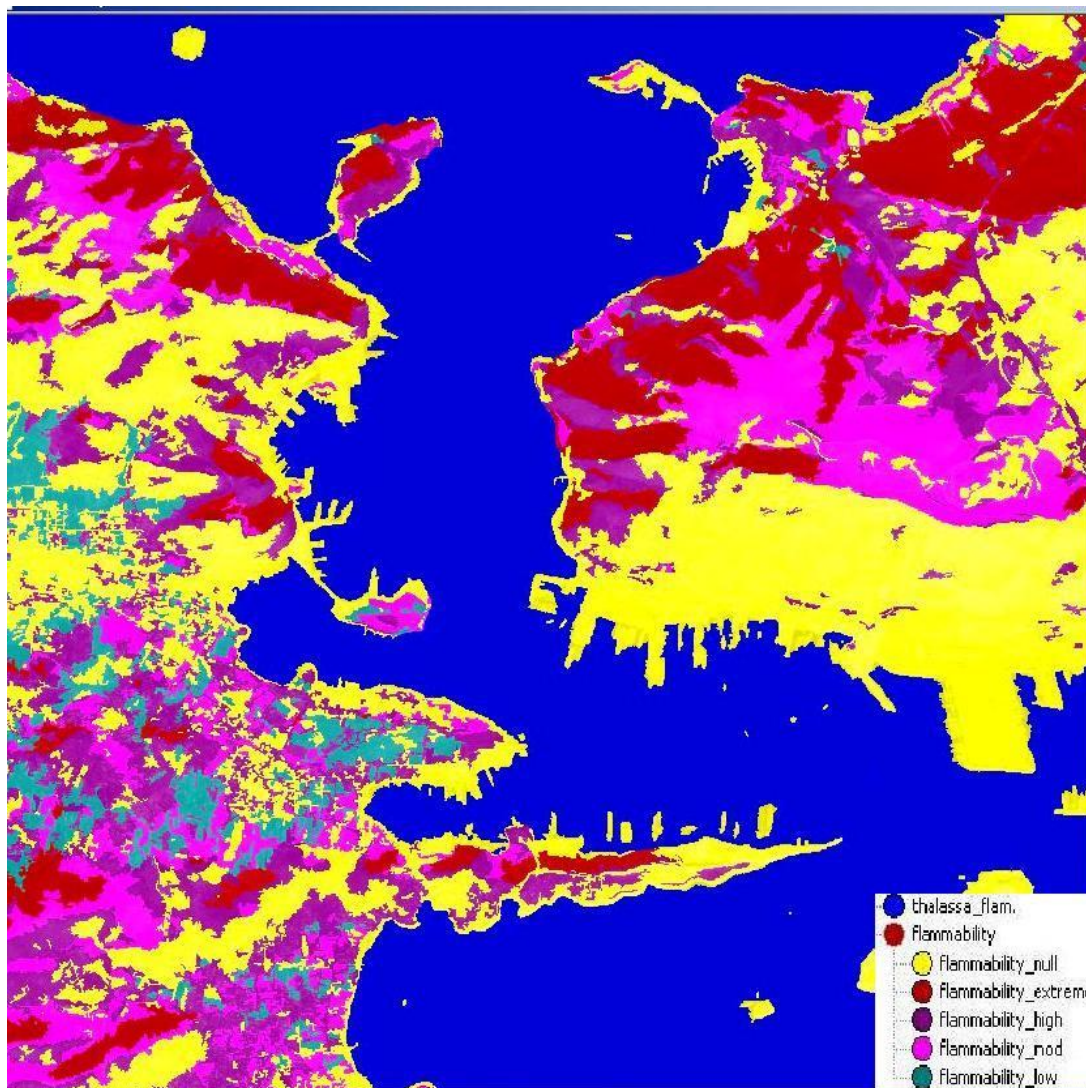 thalassa_flam.
flammability
flammability_null
flammability_extreme
flammability_high
flammability_mod
flammability_low